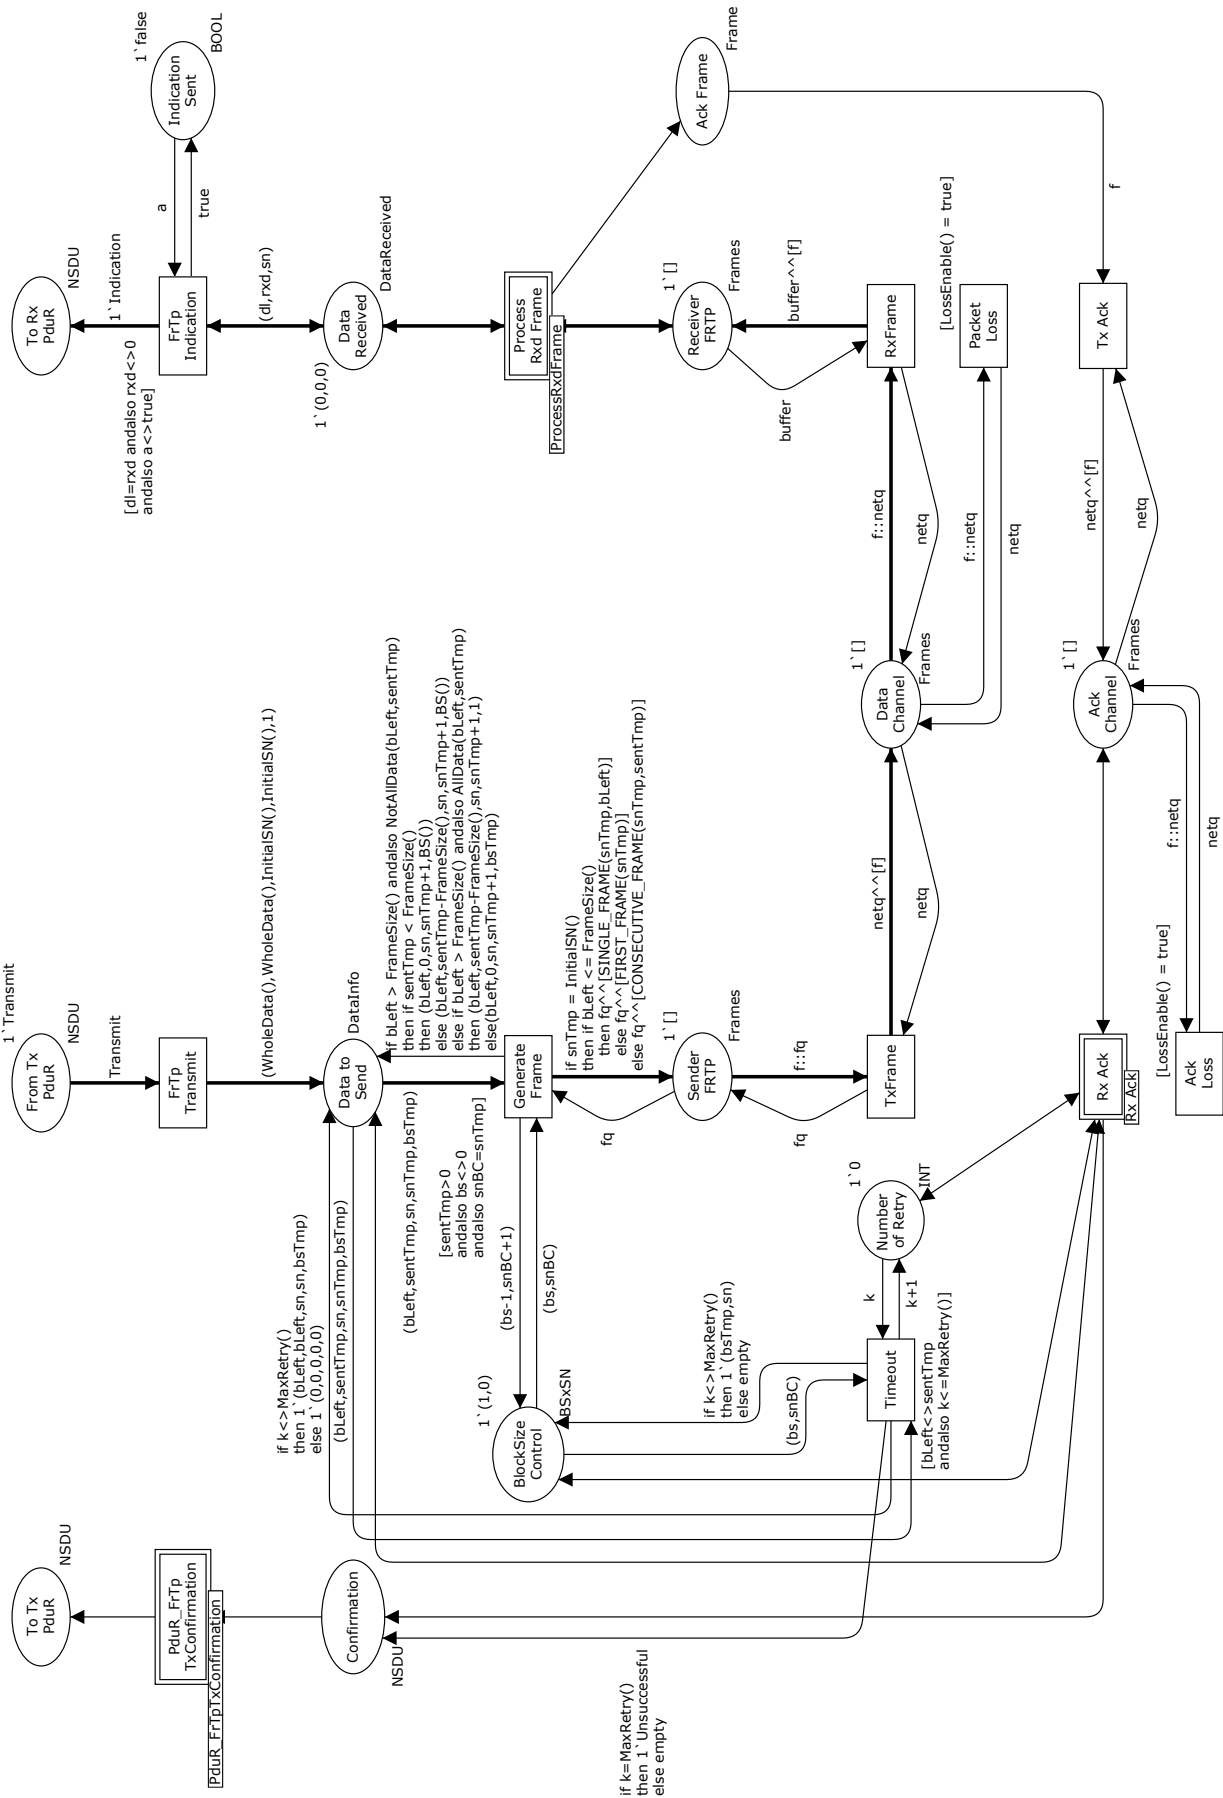 1`Transmit
From Tx
PduR
NSDU
Transmit
FrTp
Transmit
(WholeData(),WholeData(),InitialSN(),InitialSN(),1)
Data to
Send
DataInfo
if bLeft > FrameSize() andalso NotAllData(bLeft,sentTmp)
then if sentTmp < FrameSize()
then (bLeft,0,sn,snTmp+1,BS())
else (bLeft,sentTmp-FrameSize(),sn,snTmp+1,BS())
else if bLeft > FrameSize() andalso AllData(bLeft,sentTmp)
then (bLeft,sentTmp-FrameSize(),sn,snTmp+1,1)
else(bLeft,0,sn,snTmp+1,bsTmp)
(bLeft,sentTmp,sn,snTmp,bsTmp)
[sentTmp>0
andalso bs<>0
andalso snBC=snTmp]
Generate
Frame
if snTmp = InitialSN()
then if bLeft <= FrameSize()
then fq^^[SINGLE_FRAME(snTmp,bLeft)]
else fq^^[FIRST_FRAME(snTmp)]
else fq^^[CONSECUTIVE_FRAME(snTmp,sentTmp)]
fq
1`[]
Sender
FRTP
Frames
f::fq
fq
TxFrame
netq^^[f]
netq
To Tx
PduR
NSDU
PduR_FrTp
TxConfirmation
PduR_FrTpTxConfirmation
Confirmation
NSDU
if k=MaxRetry()
then 1`Unsuccessful
else empty
if k<>MaxRetry()
then 1`(bLeft,bLeft,sn,sn,bsTmp)
else 1`(0,0,0,0,0)
(bLeft,sentTmp,sn,snTmp,bsTmp)
(bs-1,snBC+1)
(bs,snBC)
1`(1,0)
BlockSize
Control
BSxSN
if k<>MaxRetry()
then 1`(bsTmp,sn)
else empty
(bs,snBC)
Timeout
[bLeft<>sentTmp
andalso k<=MaxRetry()]
k
k+1
1`0
Number
of Retry
INT
Rx Ack
Rx Ack
[LossEnable() = true]
Ack
Loss
f::netq
netq
1`false
Indication
Sent
BOOL
a
true
To Rx
PduR
NSDU
1`Indication
[dl=rxd andalso rxd<>0
andalso a<>true]
FrTp
Indication
(dl,rxd,sn)
1`(0,0,0)
Data
Received
DataReceived
Process
Rxd Frame
ProcessRxdFrame
Ack Frame
Frame
1`[]
Receiver
FRTP
Frames
buffer^^[f]
buffer
RxFrame
f::netq
netq
1`[]
Data
Channel
Frames
[LossEnable() = true]
Packet
Loss
f::netq
netq
f
Tx Ack
netq^^[f]
netq
1`[]
Ack
Channel
Frames